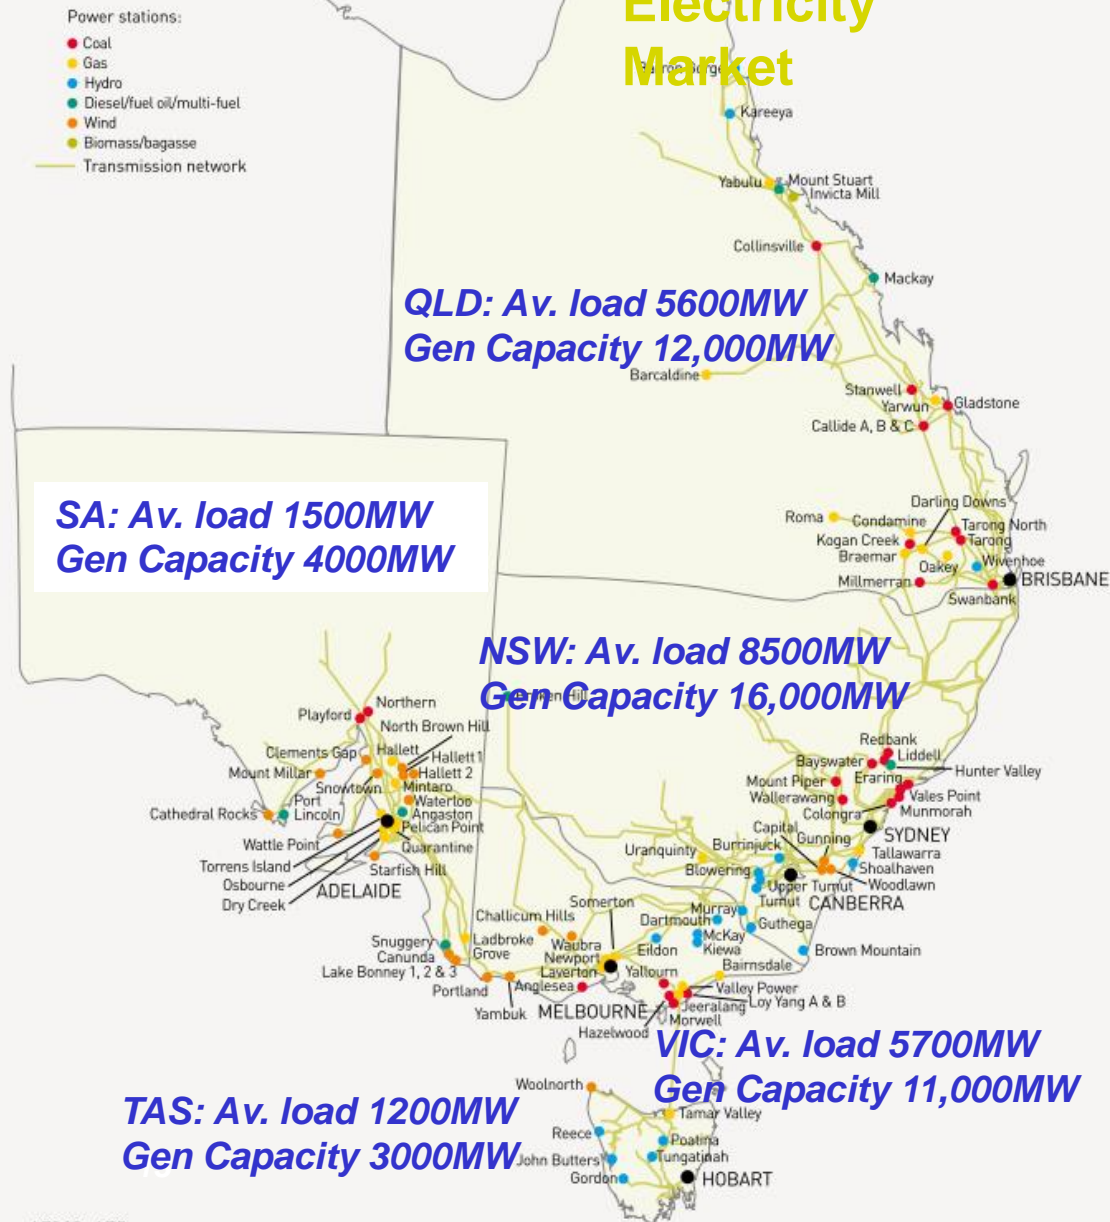 Electricity
Market
Power stations:
Coal
Gas
Hydro
Diesel/fuel oil/multi-fuel
Wind
Biomass/bagasse
Transmission network
Barron Gorge
Kareeya
Yabulu
Mount Stuart
Invicta Mill
Collinsville
Mackay
QLD: Av. load 5600MW
Gen Capacity 12,000MW
Barcaldine
Stanwell
Yarwun
Gladstone
Callide A, B & C
SA: Av. load 1500MW
Gen Capacity 4000MW
Darling Downs
Roma
Condamine
Tarong North
Kogan Creek
Tarong
Braemar
Oakey
Wivenhoe
Millmerran
BRISBANE
Swanbank
NSW: Av. load 8500MW
Gen Capacity 16,000MW
Broken Hill
Northern
Playford
North Brown Hill
Clements Gap
Hallett
Hallett 1
Mount Millar
Hallett 2
Snowtown
Mintaro
Waterloo
Cathedral Rocks
Port
Lincoln
Angaston
Pelican Point
Wattle Point
Quarantine
Torrens Island
Starfish Hill
Osbourne
ADELAIDE
Dry Creek
Redbank
Bayswater
Liddell
Hunter Valley
Mount Piper
Eraring
Wallerawang
Vales Point
Colongra
Munmorah
Capital
Gunning
SYDNEY
Uranquinty
Burrinjuck
Tallawarra
Blowering
Shoalhaven
Upper Tumut
Woodlawn
Tumut
CANBERRA
Somerton
Murray
Challicum Hills
Dartmouth
Guthega
Snuggery
Ladbroke
Grove
Waubra
McKay
Canunda
Newport
Eildon
Kiewa
Brown Mountain
Lake Bonney 1, 2 & 3
Laverton
Yallourn
Bairnsdale
Portland
Anglesea
Valley Power
Yambuk
MELBOURNE
Jeeralang
Loy Yang A & B
Hazelwood
Morwell
VIC: Av. load 5700MW
Gen Capacity 11,000MW
Woolnorth
TAS: Av. load 1200MW
Gen Capacity 3000MW
Tamar Valley
Reece
Poatina
John Butters
Tungatinah
Gordon
HOBART